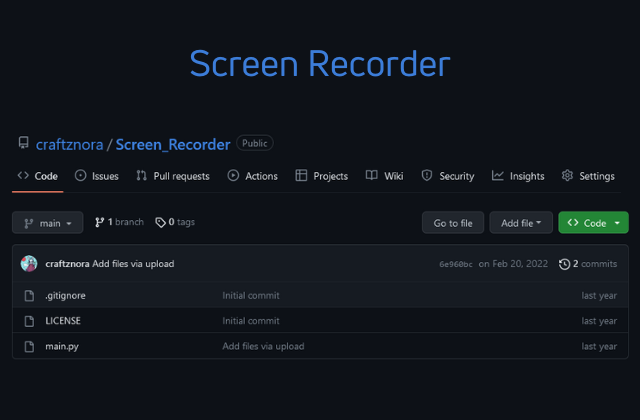 Screen Recorder
craftznora / Screen_Recorder Public
Code Issues Pull requests Actions Projects Wiki Security Insights Settings
main 1 branch 0 tags Go to file Add file Code
craftznora Add files via upload 6e960bc on Feb 20, 2022 2 commits
.gitignore Initial commit last year
LICENSE Initial commit last year
main.py Add files via upload last year